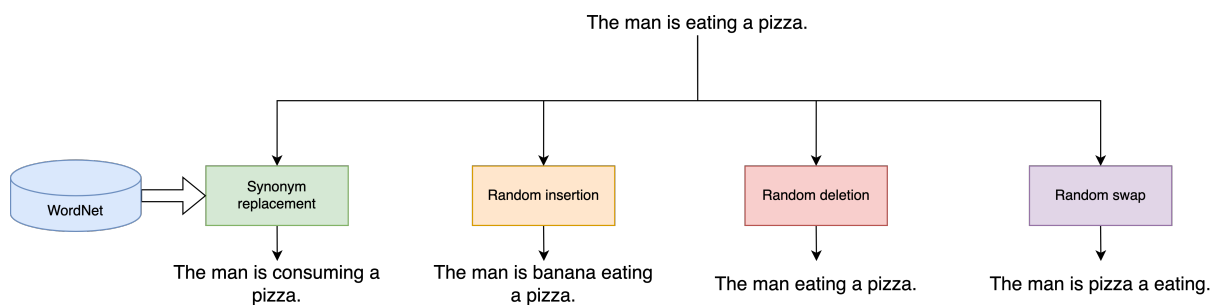 The man is eating a pizza.
WordNet
Synonym
replacement
Random insertion
Random deletion
Random swap
The man is consuming a
pizza.
The man is banana eating
a pizza.
The man eating a pizza.
The man is pizza a eating.